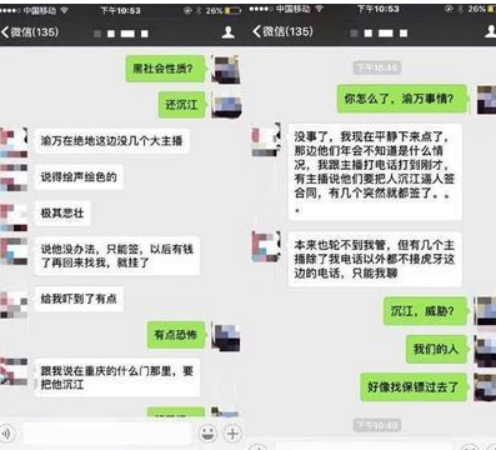 中国移动
下午10:53
26%
微信(135)
黑社会性质?
还沉江
渝万在绝地这边没几个大主播
说得绘声绘色的
极其悲壮
说他没办法，只能签，以后有钱
了再回来找我，就挂了
给我吓到了有点
有点恐怖
跟我说在重庆的什么门那里，要
把他沉江
中国移动
下午10:53
26%
微信(135)
下午10:45
你怎么了，渝万事情?
没事了，我现在平静下来点了，
那边他们年会不知道是什么情
况，我跟主播打电话打到刚才，
有主播说他们要把人沉江逼人签
合同，有几个突然就都签了。。
。
本来也轮不到我管，但有几个主
播除了我电话以外都不接虎牙这
边的电话，只能我聊
沉江，威胁?
我们的人
好像找保镖过去了
下午10:49